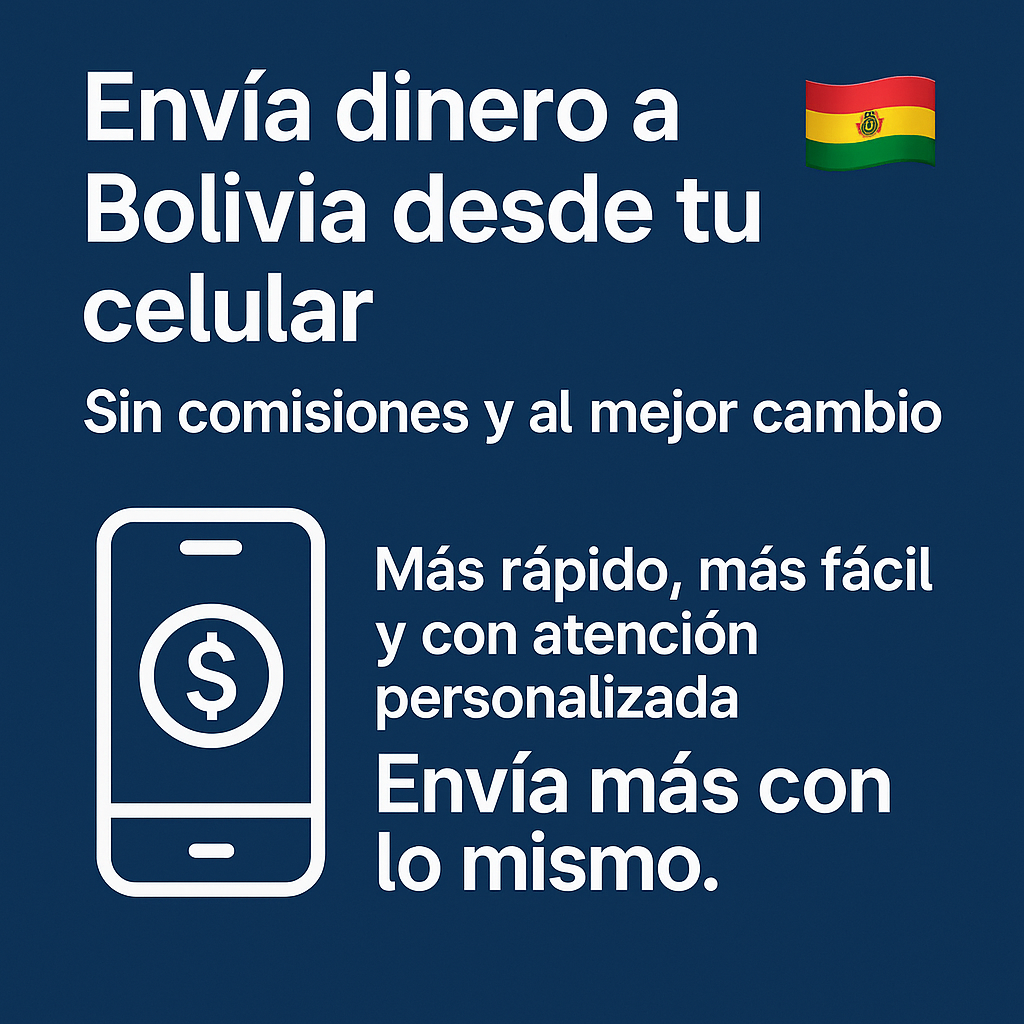 Envía dinero a
Bolivia desde tu
celular
Sin comisiones y al mejor cambio
$
Más rápido, más fácil
y con atención
personalizada
Envía más con
lo mismo.